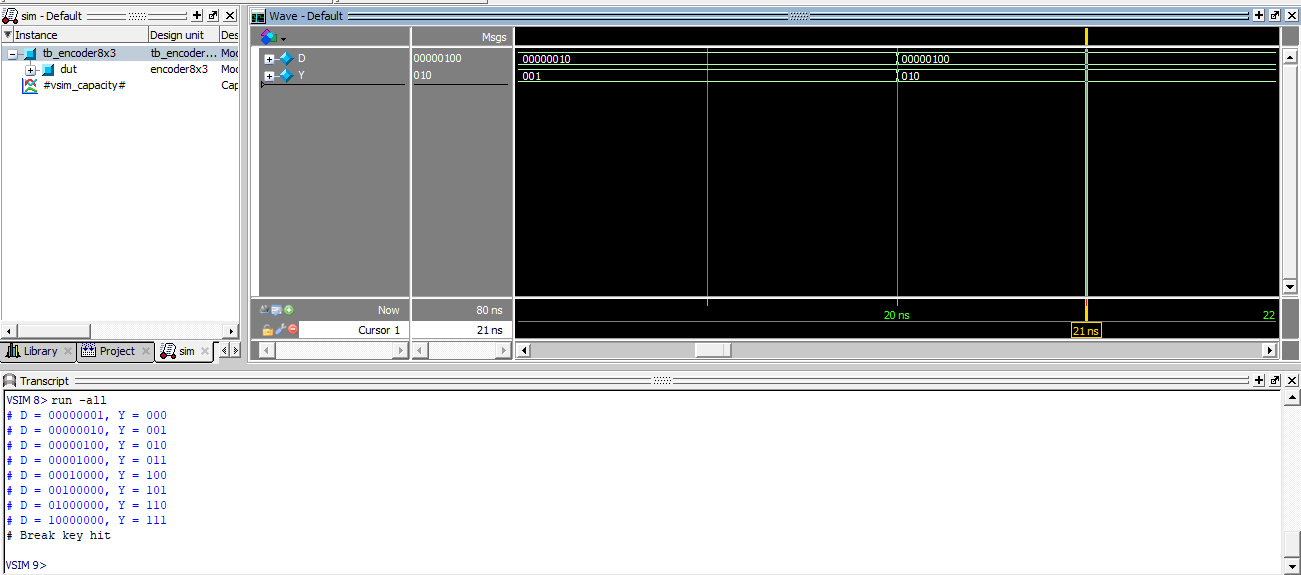 sim - Default
Instance Design unit Des
tb_encoder8x3 tb_encoder... Mod
dut encoder8x3 Mod
#vsim_capacity# Cap
Library Project sim
Wave - Default
Msgs
D 00000100 00000010 00000100
Y 010 001 010
Now 80 ns 20 ns 22
Cursor 1 21 ns 21 ns
Transcript
VSIM 8> run -all
# D = 00000001, Y = 000
# D = 00000010, Y = 001
# D = 00000100, Y = 010
# D = 00001000, Y = 011
# D = 00010000, Y = 100
# D = 00100000, Y = 101
# D = 01000000, Y = 110
# D = 10000000, Y = 111
# Break key hit
VSIM 9>